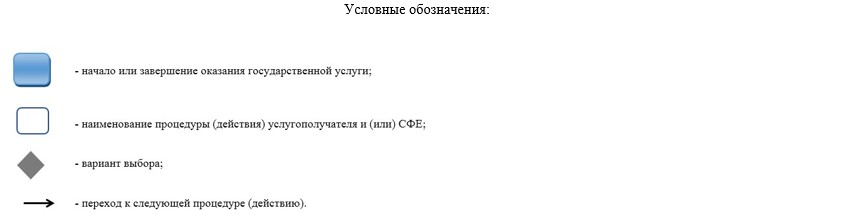 Условные обозначения:
- начало или завершение оказания государственной услуги;
- наименование процедуры (действия) услугополучателя и (или) СФЕ;
- вариант выбора;
- переход к следующей процедуре (действию).